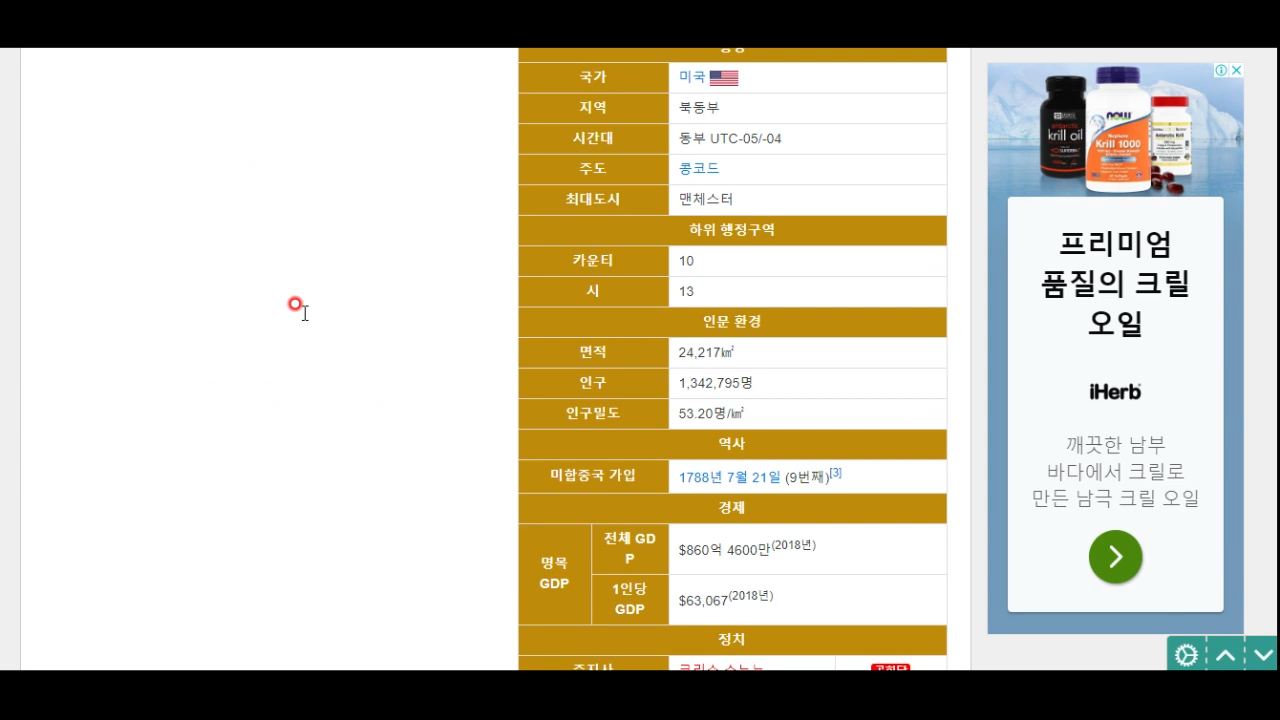 국가 미국
지역 북동부
시간대 동부 UTC-05/-04
주도 콩코드
최대도시 맨체스터
하위 행정구역
카운티 10
시 13
인문 환경
면적 24,217㎢
인구 1,342,795명
인구밀도 53.20명/㎢
역사
미합중국 가입 1788년 7월 21일 (9번째)[3]
경제
명목
GDP
전체 GD
P
$860억 4600만(2018년)
1인당
GDP
$63,067(2018년)
정치
NOW
krill oil
Krill 1000
프리미엄
품질의 크릴
오일
iHerb
깨끗한 남부
바다에서 크릴로
만든 남극 크릴 오일